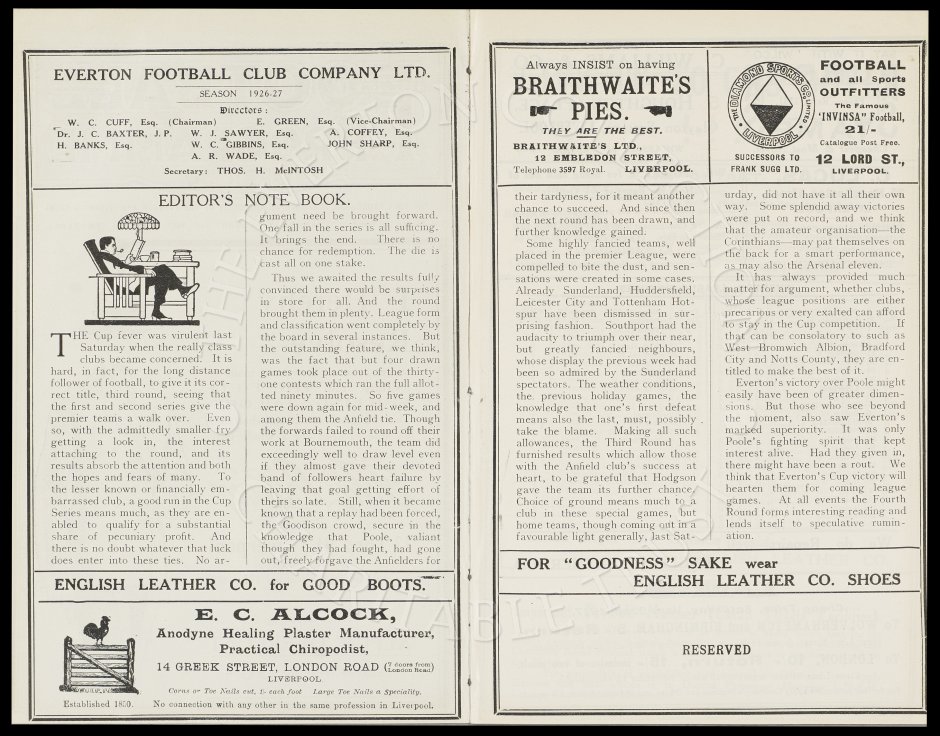 EVERTON FOOTBALL CLUB COMPANY LTD.
SEASON 1926-27
Directors:
W. C. CUFF, Esq. (Chairman) E. GREEN, Esq. (Vice-Chairman)
Dr. J. C. BAXTER, J.P. W. J. SAWYER, Esq. A. COFFEY, Esq.
H. BANKS, Esq. W. C. GIBBINS, Esq. JOHN SHARP, Esq.
A. R. WADE, Esq.
Secretary: THOS. H. McINTOSH
EDITOR'S NOTE BOOK.
THE Cup fever was virulent last
Saturday when the really class
clubs became concerned. It is
hard, in fact, for the long distance
follower of football, to give it its cor-
rect title, third round, seeing that
the first and second series give the
premier teams a walk over. Even
so, with the admittedly smaller fry
getting a look in, the interest
attaching to the round, and its
results absorb the attention and both
the hopes and fears of many. To
the lesser known or financially em-
barrassed club, a good run in the Cup
Series means much, as they are en-
abled to qualify for a substantial
share of pecuniary profit. And
there is no doubt whatever that luck
does enter into these ties. No ar-
gument need be brought forward.
One fall in the series is all sufficing.
It brings the end. There is no
chance for redemption. The die is
cast all on one stake.
Thus we awaited the results fully
convinced there would be surprises
in store for all. And the round
brought them in plenty. League form
and classification went completely by
the board in several instances. But
the outstanding feature, we think,
was the fact that but four drawn
games took place out of the thirty-
one contests which ran the full allot-
ted ninety minutes. So five games
were down again for mid-week, and
among them the Anfield tie. Though
the forwards failed to round off their
work at Bournemouth, the team did
exceedingly well to draw level even
if they almost gave their devoted
band of followers heart failure by
leaving that goal getting effort of
theirs so late. Still, when it became
known that a replay had been forced,
the Goodison crowd, secure in the
knowledge that Poole, valiant
though they had fought, had gone
out, freely forgave the Anfielders for
ENGLISH LEATHER CO. for GOOD BOOTS.
E. C. ALCOCK,
Anodyne Healing Plaster Manufacturer,
Practical Chiropodist,
14 GREEK STREET, LONDON ROAD (7 doors from London Road)
LIVERPOOL.
Corns or Toe Nails cut, 1/- each foot Large Toe Nails a Speciality.
Established 1850. No connection with any other in the same profession in Liverpool.
Always INSIST on having
BRAITHWAITE'S
PIES.
THEY ARE THE BEST.
BRAITHWAITE'S LTD.,
12 EMBLEDON STREET,
Telephone 3597 Royal. LIVERPOOL.
THE DIAMOND SPORTS CO. LIMITED
LIVERPOOL
SUCCESSORS TO
FRANK SUGG LTD.
FOOTBALL
and all Sports
OUTFITTERS
The Famous
'INVINSA" Football,
21/-
Catalogue Post Free.
12 LORD ST.,
LIVERPOOL.
their tardyness, for it meant another
chance to succeed. And since then
the next round has been drawn, and
further knowledge gained.
Some highly fancied teams, well
placed in the premier League, were
compelled to bite the dust, and sen-
sations were created in some cases.
Already Sunderland, Huddersfield,
Leicester City and Tottenham Hot-
spur have been dismissed in sur-
prising fashion. Southport had the
audacity to triumph over their near,
but greatly fancied neighbours,
whose display the previous week had
been so admired by the Sunderland
spectators. The weather conditions,
the previous holiday games, the
knowledge that one's first defeat
means also the last, must, possibly
take the blame. Making all such
allowances, the Third Round has
furnished results which allow those
with the Anfield club's success at
heart, to be grateful that Hodgson
gave the team its further chance.
Choice of ground means much to a
club in these special games, but
home teams, though coming out in a
favourable light generally, last Sat-
urday, did not have it all their own
way. Some splendid away victories
were put on record, and we think
that the amateur organisation—the
Corinthians—may pat themselves on
the back for a smart performance,
as may also the Arsenal eleven.
It has always provided much
matter for argument, whether clubs,
whose league positions are either
precarious or very exalted can afford
to stay in the Cup competition. If
that can be consolatory to such as
West Bromwich Albion, Bradford
City and Notts County, they are en-
titled to make the best of it.
Everton's victory over Poole might
easily have been of greater dimen-
sions. But those who see beyond
the moment, also saw Everton's
marked superiority. It was only
Poole's fighting spirit that kept
interest alive. Had they given in,
there might have been a rout. We
think that Everton's Cup victory will
hearten them for coming league
games. At all events the Fourth
Round forms interesting reading and
lends itself to speculative rumin-
ation.
FOR "GOODNESS" SAKE wear
ENGLISH LEATHER CO. SHOES
RESERVED